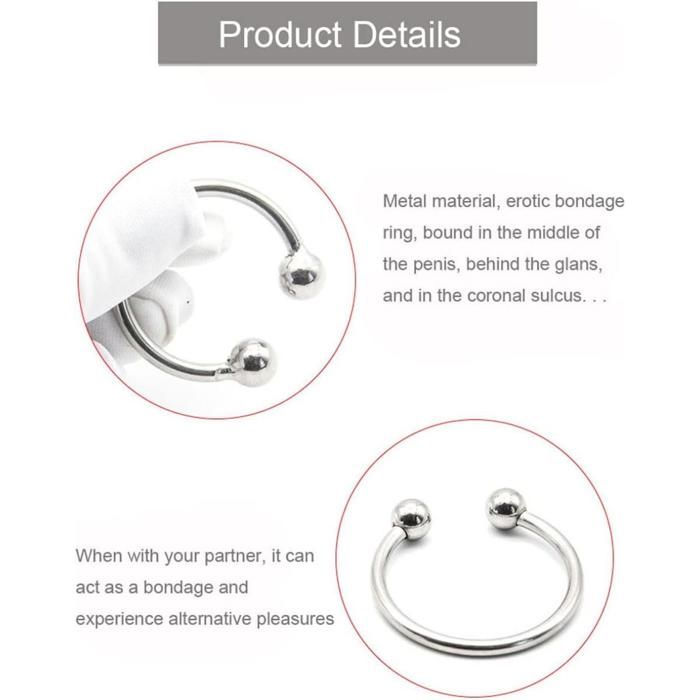 Product Details
Metal material, erotic bondage
ring, bound in the middle of
the penis, behind the glans,
and in the coronal sulcus. . .
When with your partner, it can
act as a bondage and
experience alternative pleasures